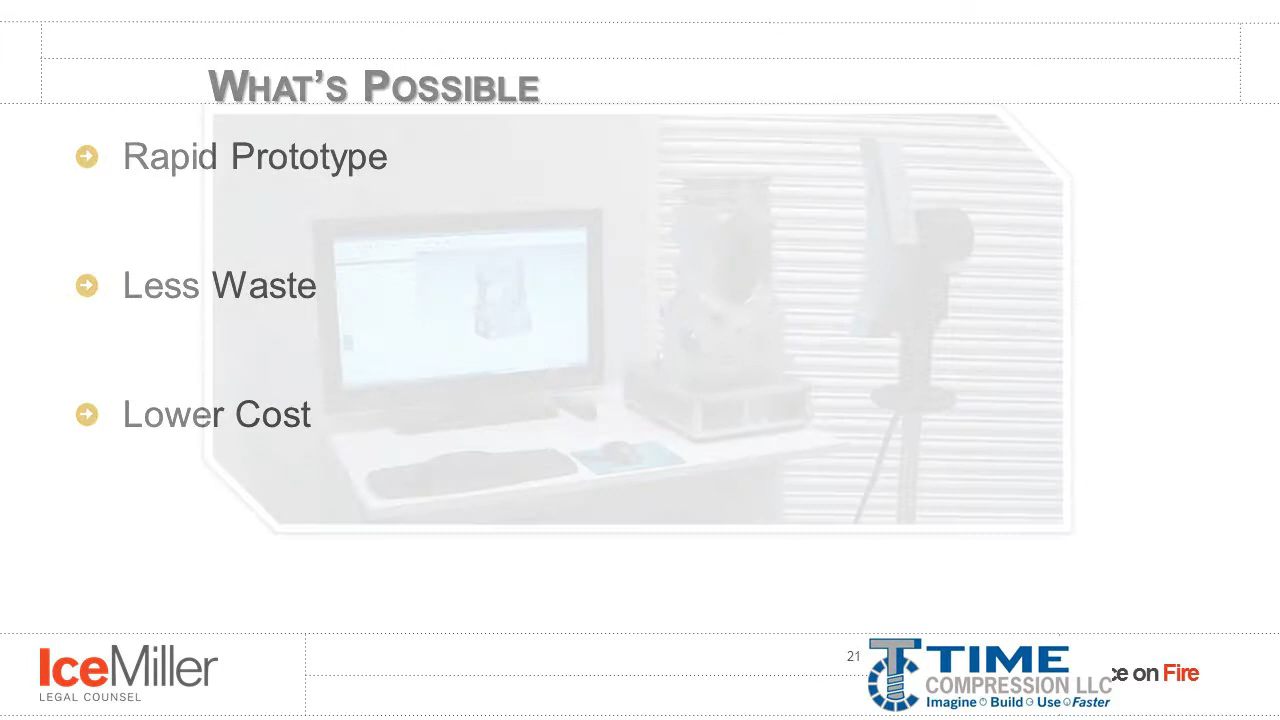 WHAT'S POSSIBLE
Rapid Prototype
Less Waste
Lower Cost
IceMiller
LEGAL COUNSEL
21
TIME
COMPRESSION LLC
Imagine Build Use Faster
on Fire